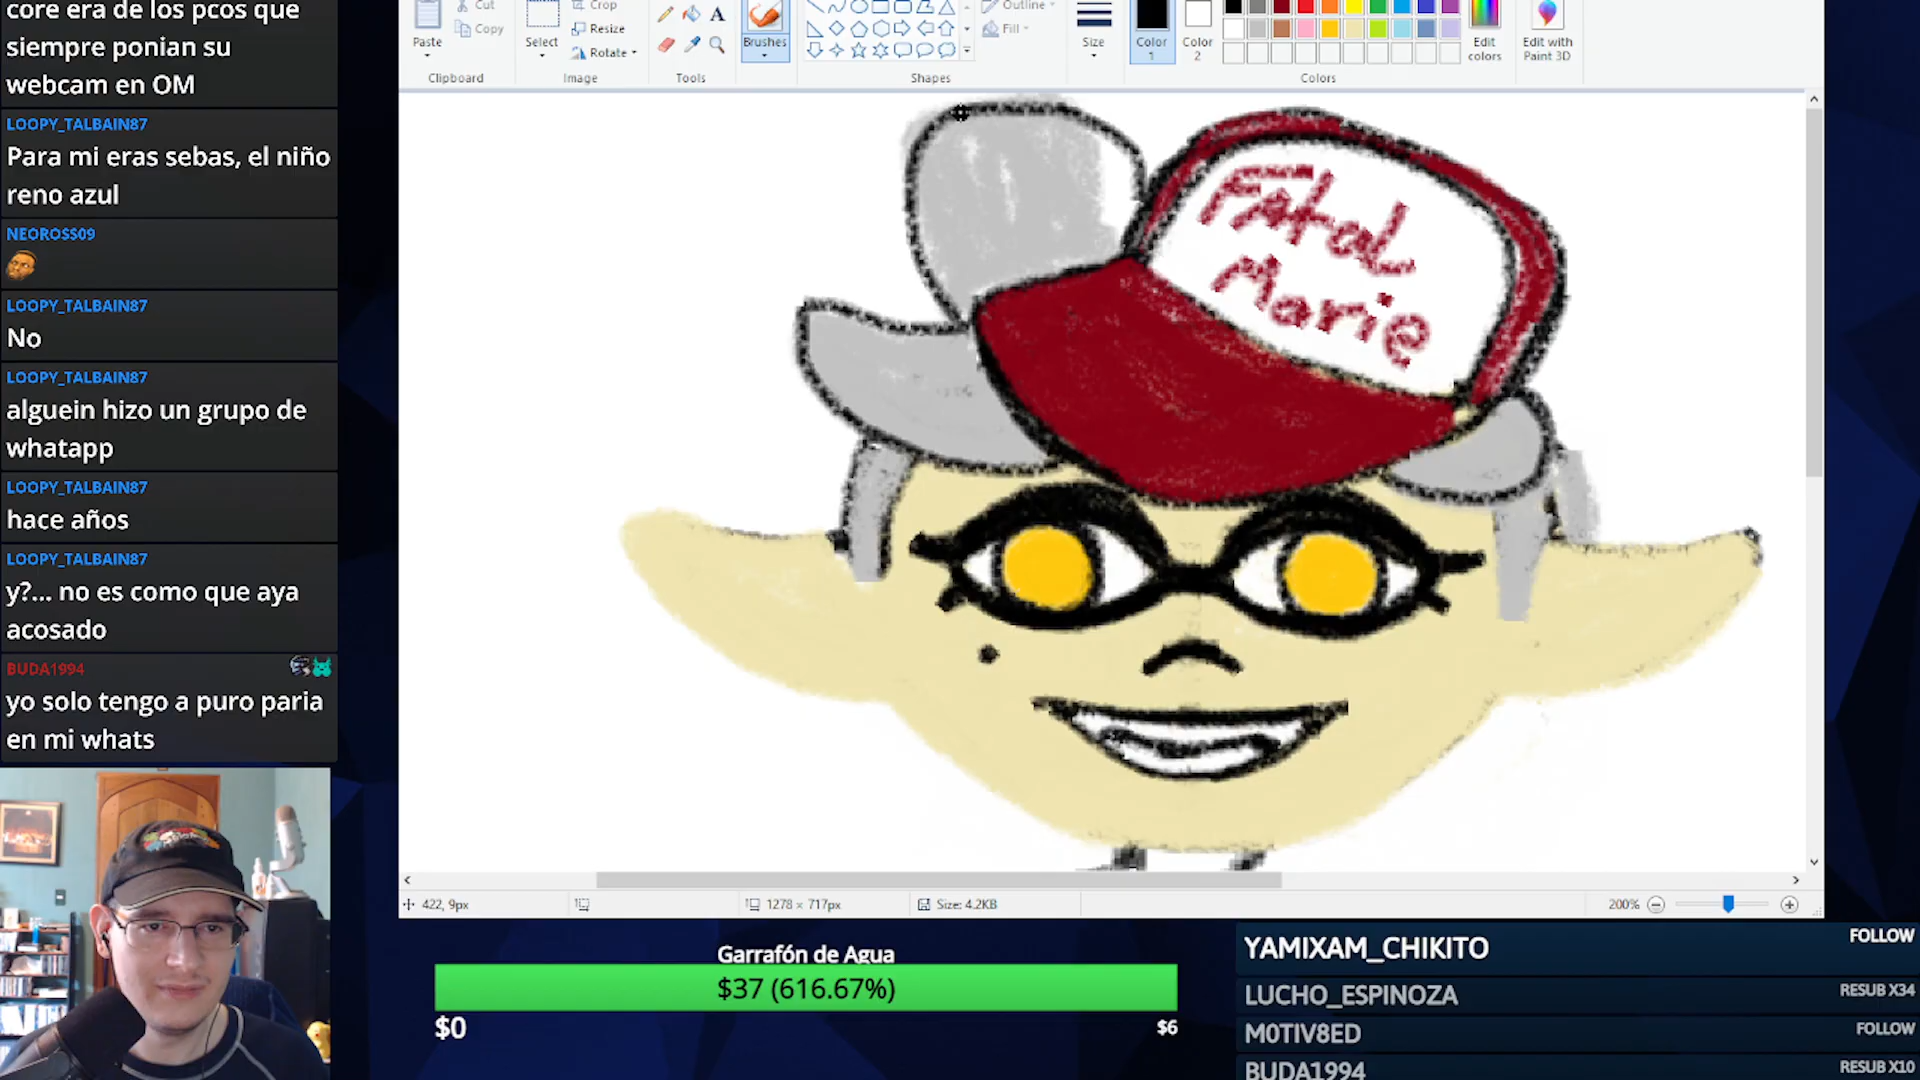 core era de los pcos que
siempre ponian su
webcam en OM
LOOPY_TALBAIN87
Para mi eras sebas, el niño
reno azul
NEOROSS09
LOOPY_TALBAIN87
No
LOOPY_TALBAIN87
alguein hizo un grupo de
whatapp
LOOPY_TALBAIN87
hace años
LOOPY_TALBAIN87
y?... no es como que aya
acosado
BUDA1994
yo solo tengo a puro paria
en mi whats
Cut
Crop
Outline
Paste
Copy
Select
Resize
Fill
Rotate
A
Brushes
Size
Color
1
Color
2
Edit
colors
Edit with
Paint 3D
Clipboard
Image
Tools
Shapes
Colors
Fatal
Marie
422, 9px
1278 × 717px
Size: 4.2KB
200%
Garrafón de Agua
$37 (616.67%)
$0
$6
YAMIXAM_CHIKITO
FOLLOW
LUCHO_ESPINOZA
RESUB X34
M0TIV8ED
FOLLOW
BUDA1994
RESUB X10